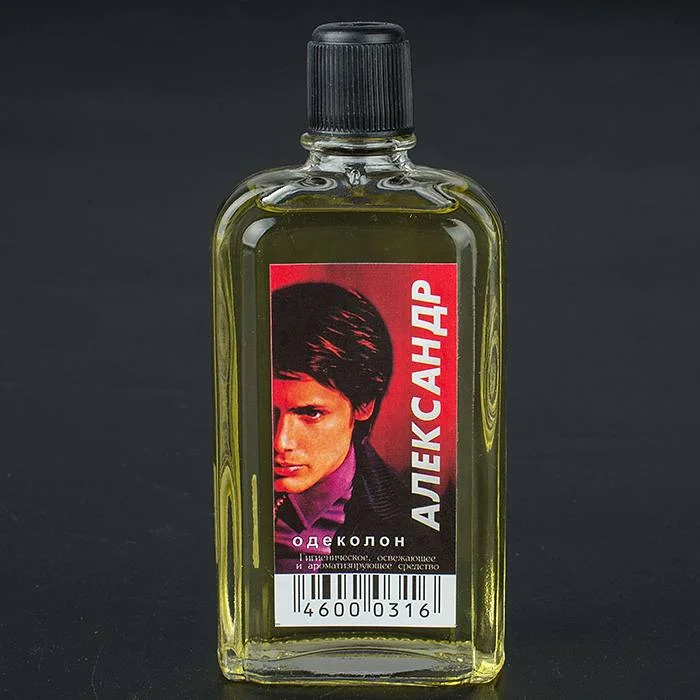 АЛЕКСАНДР
одеколон
Гигиеническое, освежающее
и ароматизирующее средство
4600 0316